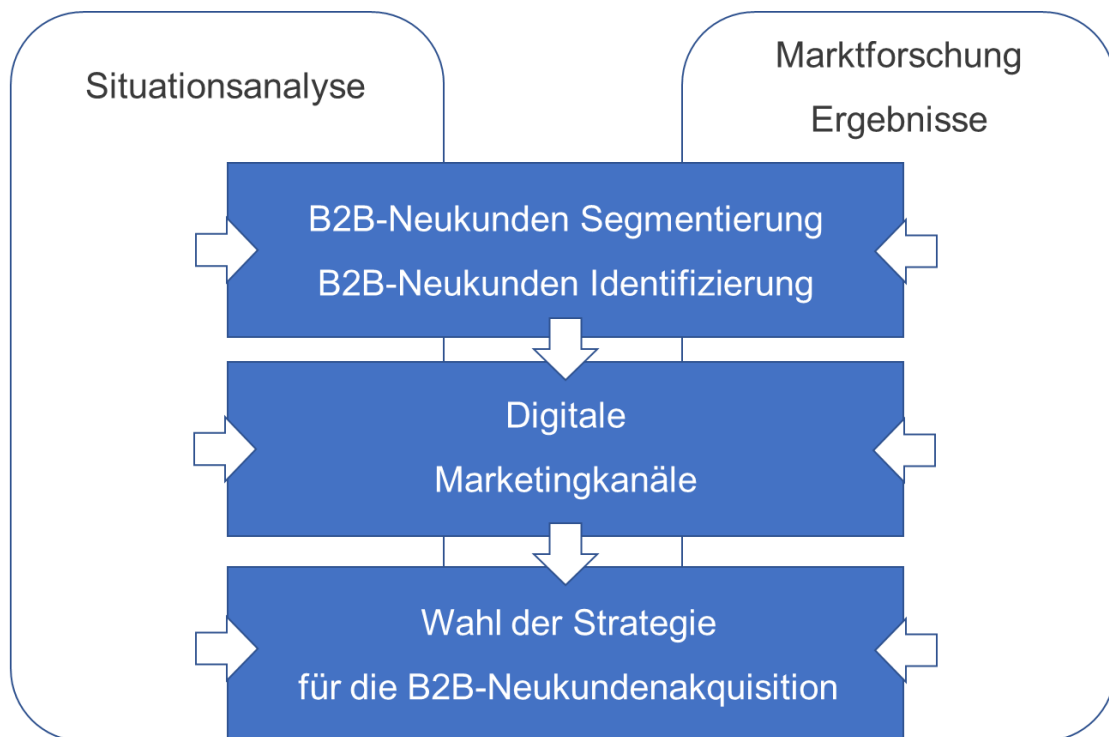 Situationsanalyse
Marktforschung
Ergebnisse
B2B-Neukunden Segmentierung
B2B-Neukunden Identifizierung
Digitale
Marketingkanäle
Wahl der Strategie
für die B2B-Neukundenakquisition